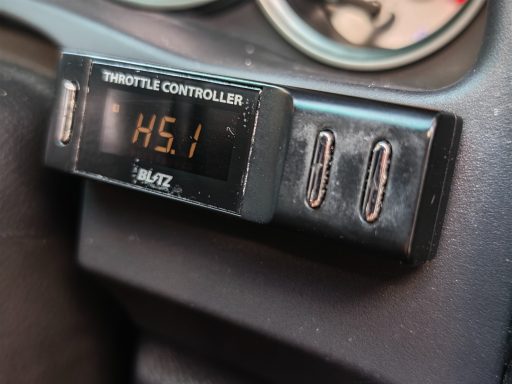 THROTTLE CONTROLLER
H5.1
BLITZ